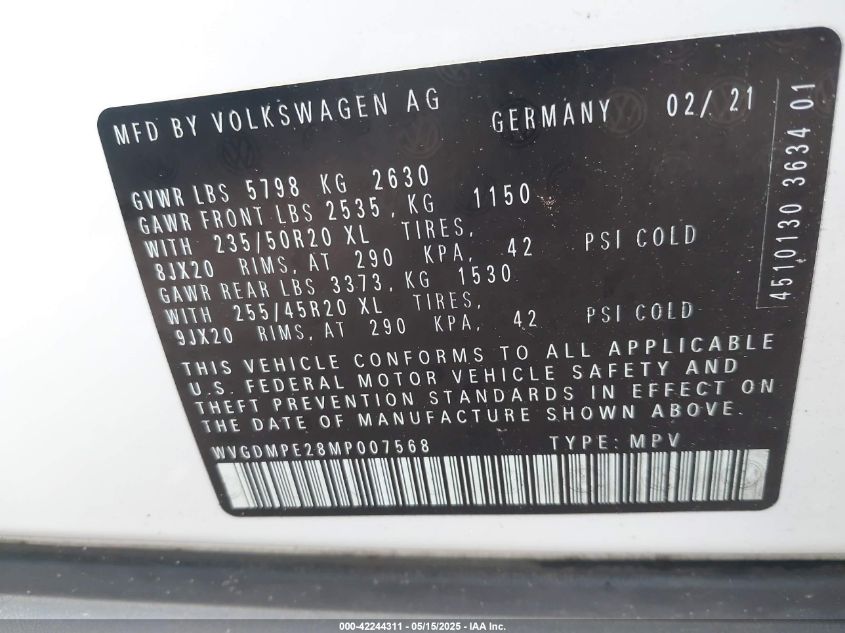 MFD BY VOLKSWAGEN AG GERMANY 02/ 21
GVWR LBS 5798 KG 2630
GAWR FRONT LBS 2535, KG 1150
WITH 235/50R20 XL TIRES,
8JX20 RIMS, AT 290 KPA, 42 PSI COLD
GAWR REAR LBS 3373, KG 1530
WITH 255/45R20 XL TIRES,
9JX20 RIMS, AT 290 KPA, 42 PSI COLD
THIS VEHICLE CONFORMS TO ALL APPLICABLE
U.S. FEDERAL MOTOR VEHICLE SAFETY AND
THEFT PREVENTION STANDARDS IN EFFECT ON
THE DATE OF MANUFACTURE SHOWN ABOVE.
WVGDMPE28MP007568 TYPE: MPV
4510130 3634 01
000-42244311 - 05/15/2025 - IAA Inc.